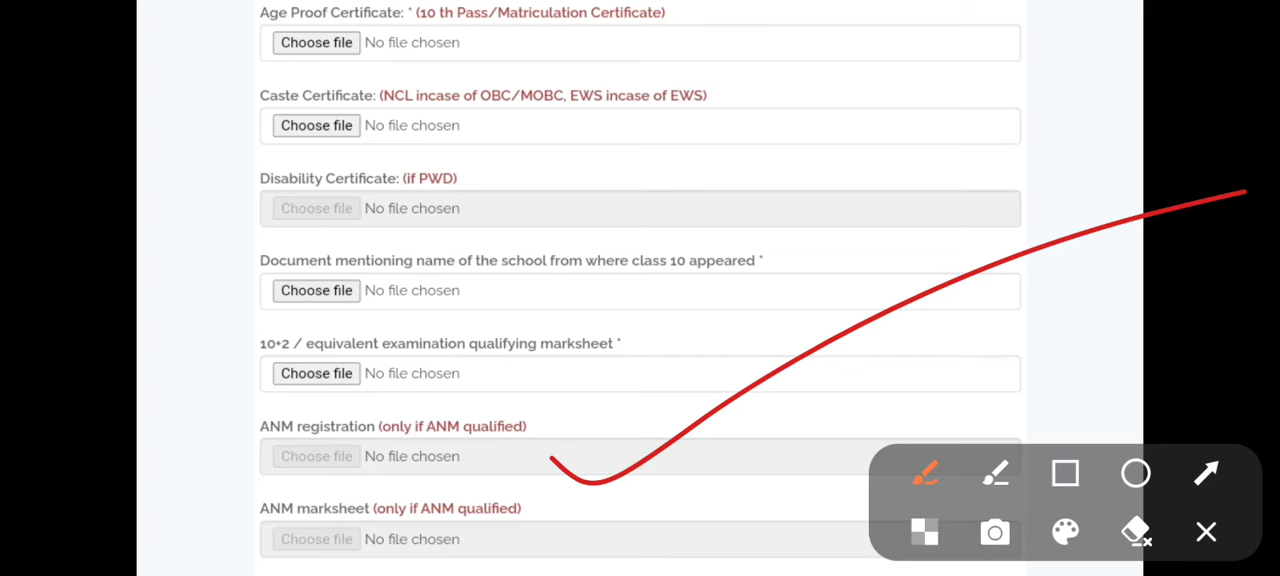 Age Proof Certificate: * (10 th Pass/Matriculation Certificate)
Choose file No file chosen
Caste Certificate: (NCL incase of OBC/MOBC, EWS incase of EWS)
Choose file No file chosen
Disability Certificate: (if PWD)
Choose file No file chosen
Document mentioning name of the school from where class 10 appeared *
Choose file No file chosen
10+2 / equivalent examination qualifying marksheet *
Choose file No file chosen
ANM registration (only if ANM qualified)
Choose file No file chosen
ANM marksheet (only if ANM qualified)
Choose file No file chosen